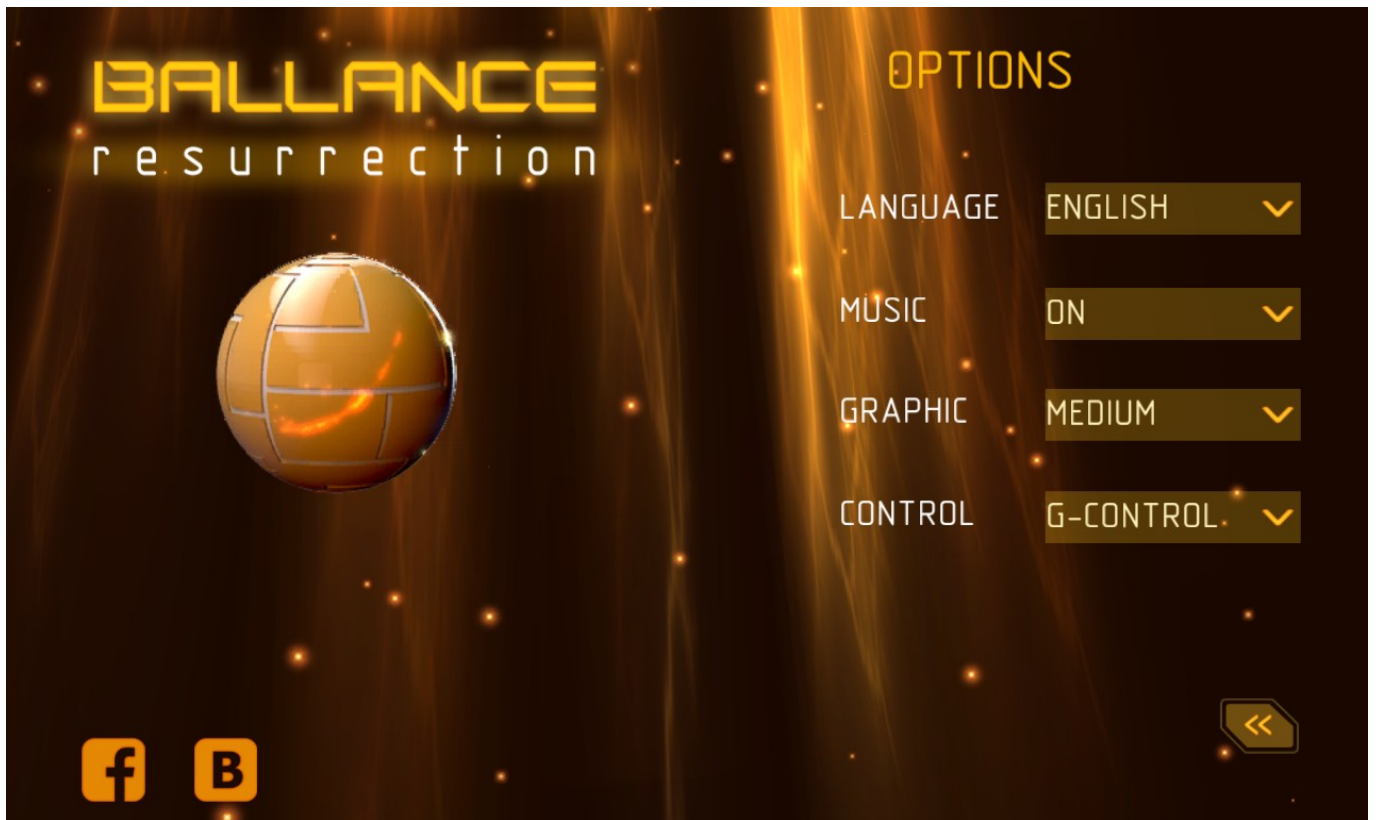 BALLANCE
resurrection
OPTIONS
LANGUAGE ENGLISH
MUSIC ON
GRAPHIC MEDIUM
CONTROL G-CONTROL
f B